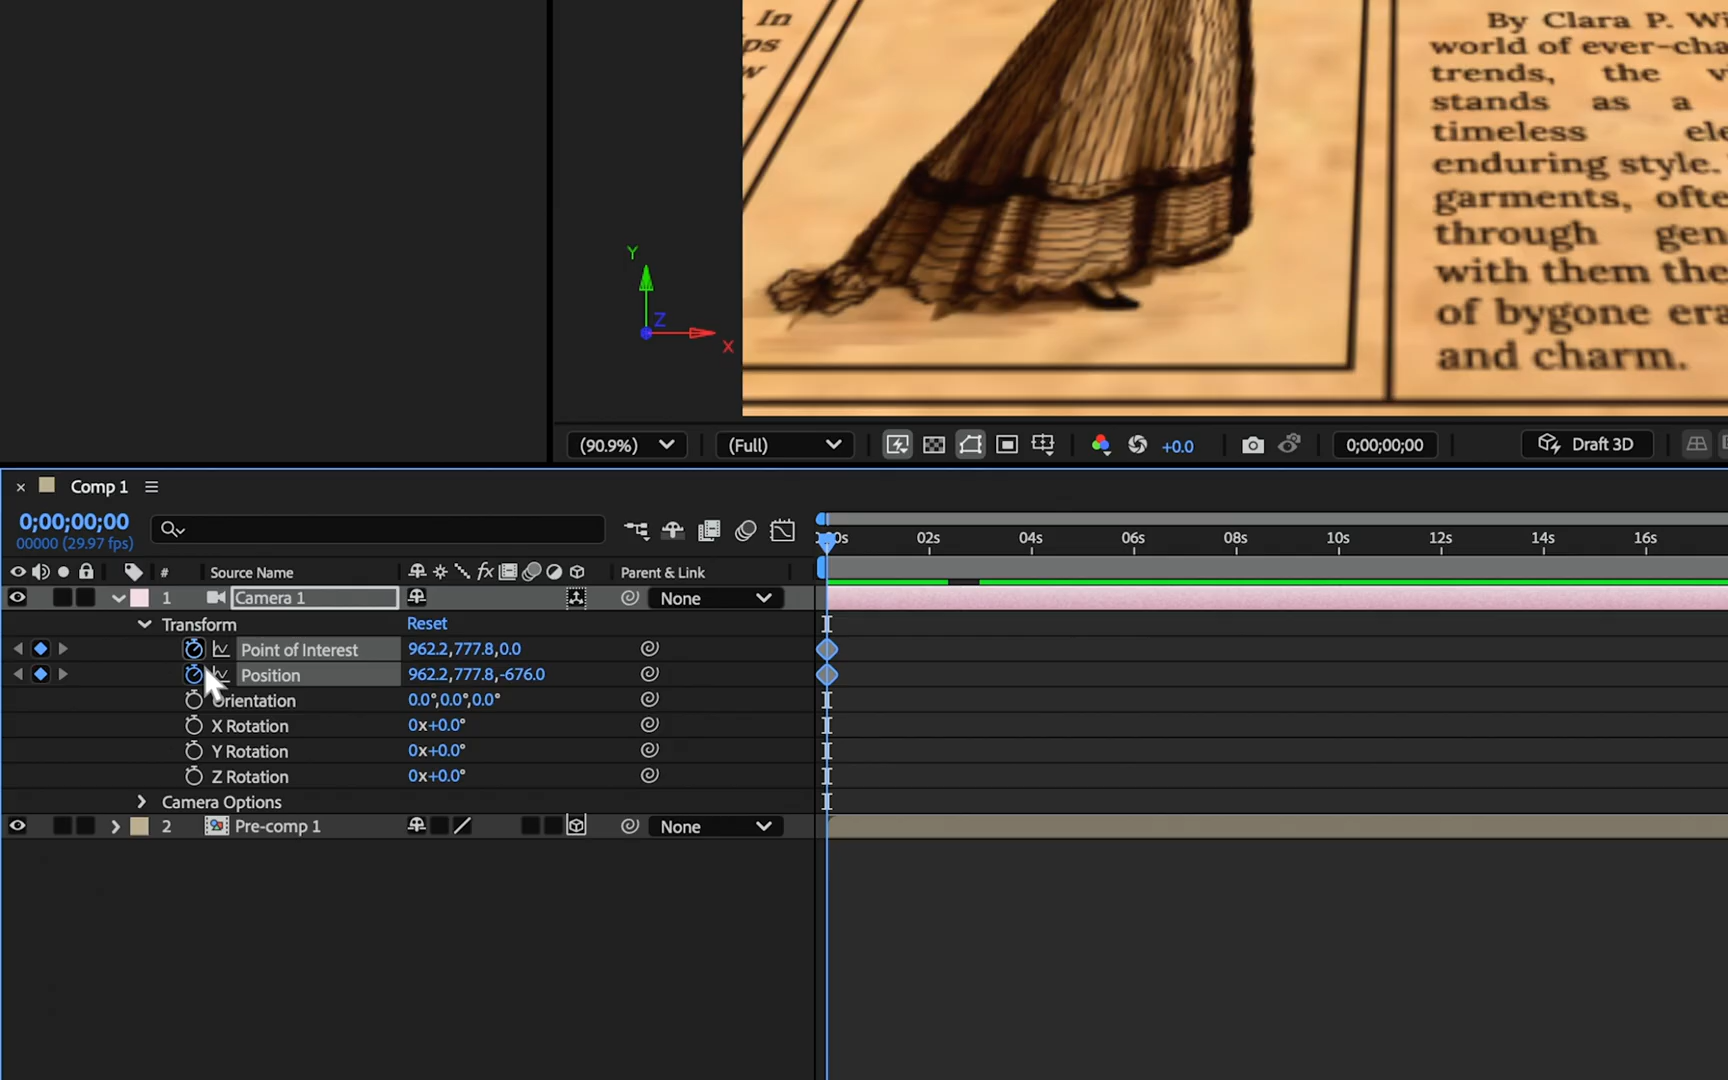 In
ps
w
By Clara P. Wi
world of ever-cha
trends, the v
stands as a
timeless ele
enduring style.
garments, ofte
through gen
with them the
of bygone era
and charm.
Y
Z
X
(90.9%)
(Full)
+0.0
0;00;00;00
Draft 3D
× Comp 1
0;00;00;00
00000 (29.97 fps)
0s 02s 04s 06s 08s 10s 12s 14s 16s
# Source Name fx Parent & Link
1 Camera 1 None
Transform Reset
Point of Interest 962.2,777.8,0.0
Position 962.2,777.8,-676.0
Orientation 0.0°,0.0°,0.0°
X Rotation 0x+0.0°
Y Rotation 0x+0.0°
Z Rotation 0x+0.0°
Camera Options
2 Pre-comp 1 None